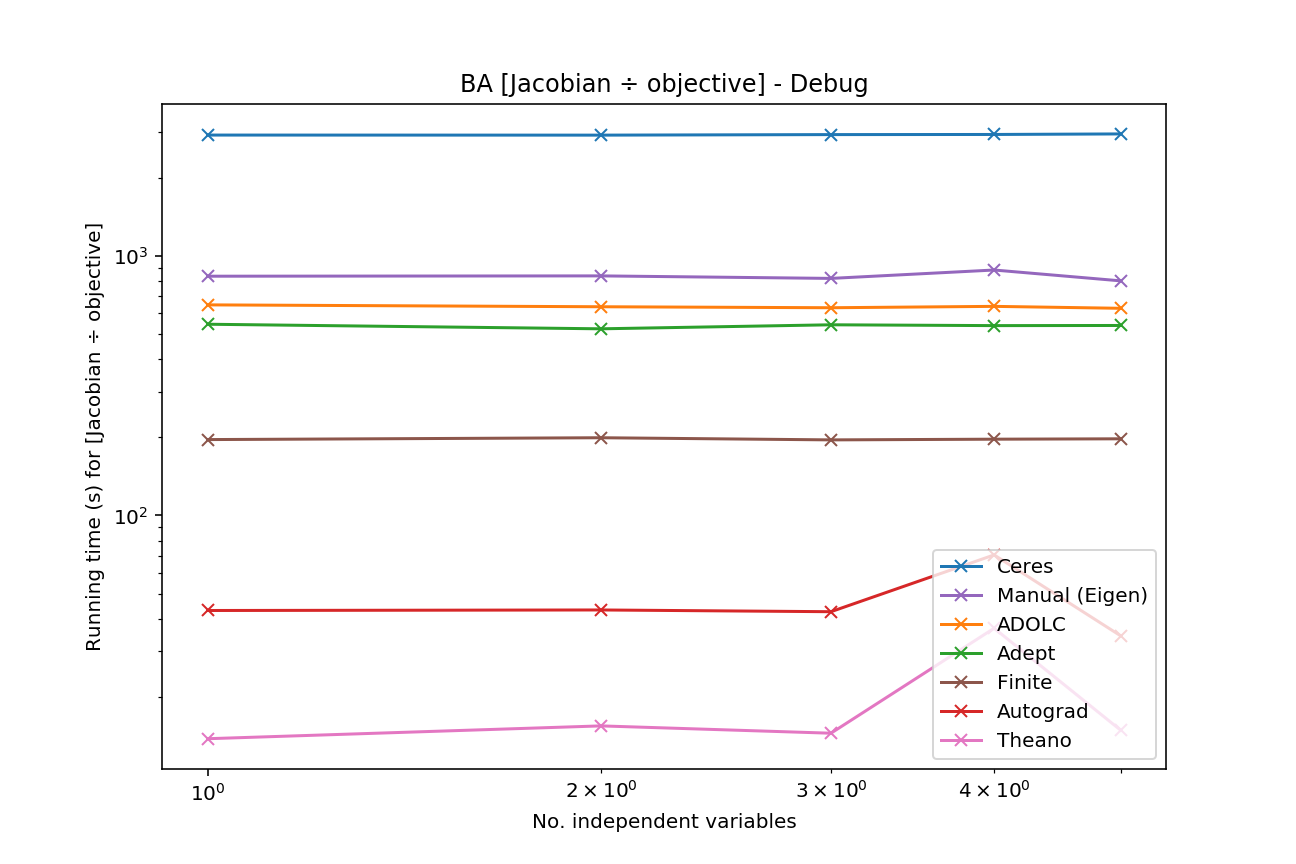 BA [Jacobian ÷ objective] - Debug
Running time (s) for [Jacobian ÷ objective]
10³
10²
Ceres
Manual (Eigen)
ADOLC
Adept
Finite
Autograd
Theano
10⁰
2 × 10⁰
3 × 10⁰
4 × 10⁰
No. independent variables